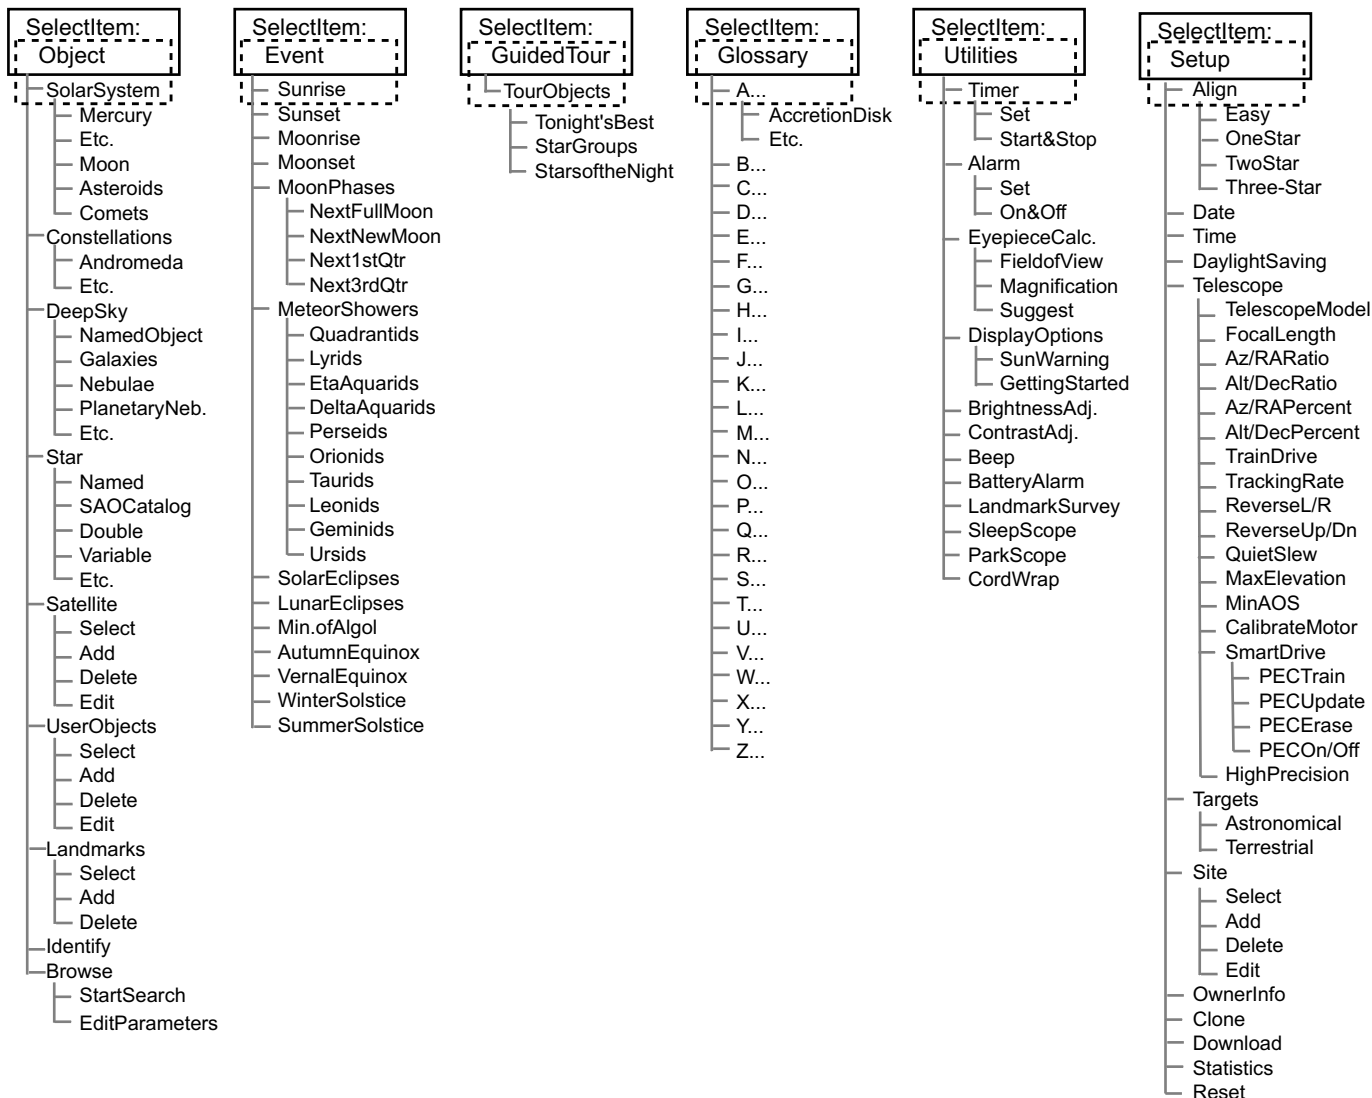 SelectItem:
Object
SolarSystem
Mercury
Etc.
Moon
Asteroids
Comets
Constellations
Andromeda
Etc.
DeepSky
NamedObject
Galaxies
Nebulae
PlanetaryNeb.
Etc.
Star
Named
SAOCatalog
Double
Variable
Etc.
Satellite
Select
Add
Delete
Edit
UserObjects
Select
Add
Delete
Edit
Landmarks
Select
Add
Delete
Identify
Browse
StartSearch
EditParameters
SelectItem:
Event
Sunrise
Sunset
Moonrise
Moonset
MoonPhases
NextFullMoon
NextNewMoon
Next1stQtr
Next3rdQtr
MeteorShowers
Quadrantids
Lyrids
EtaAquarids
DeltaAquarids
Perseids
Orionids
Taurids
Leonids
Geminids
Ursids
SolarEclipses
LunarEclipses
Min.ofAlgol
AutumnEquinox
VernalEquinox
WinterSolstice
SummerSolstice
SelectItem:
GuidedTour
TourObjects
Tonight'sBest
StarGroups
StarsoftheNight
SelectItem:
Glossary
A...
AccretionDisk
Etc.
B...
C...
D...
E...
F...
G...
H...
I...
J...
K...
L...
M...
N...
O...
P...
Q...
R...
S...
T...
U...
V...
W...
X...
Y...
Z...
SelectItem:
Utilities
Timer
Set
Start&Stop
Alarm
Set
On&Off
EyepieceCalc.
FieldofView
Magnification
Suggest
DisplayOptions
SunWarning
GettingStarted
BrightnessAdj.
ContrastAdj.
Beep
BatteryAlarm
LandmarkSurvey
SleepScope
ParkScope
CordWrap
SelectItem:
Setup
Align
Easy
OneStar
TwoStar
Three-Star
Date
Time
DaylightSaving
Telescope
TelescopeModel
FocalLength
Az/RARatio
Alt/DecRatio
Az/RAPercent
Alt/DecPercent
TrainDrive
TrackingRate
ReverseL/R
ReverseUp/Dn
QuietSlew
MaxElevation
MinAOS
CalibrateMotor
SmartDrive
PECTrain
PECUpdate
PECErase
PECOn/Off
HighPrecision
Targets
Astronomical
Terrestrial
Site
Select
Add
Delete
Edit
OwnerInfo
Clone
Download
Statistics
Reset